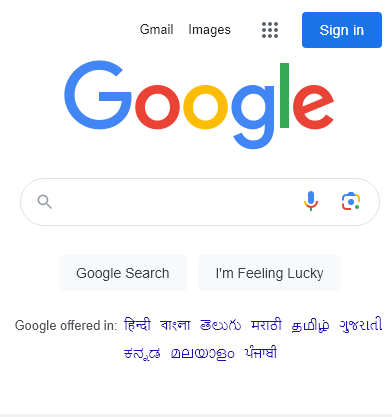 Gmail Images Sign in
Google
Google Search I'm Feeling Lucky
Google offered in: हिन्दी বাংলা తెలుగు मराठी தமிழ் ગુજરાતી
ಕನ್ನಡ മലയാളം ਪੰਜਾਬੀ